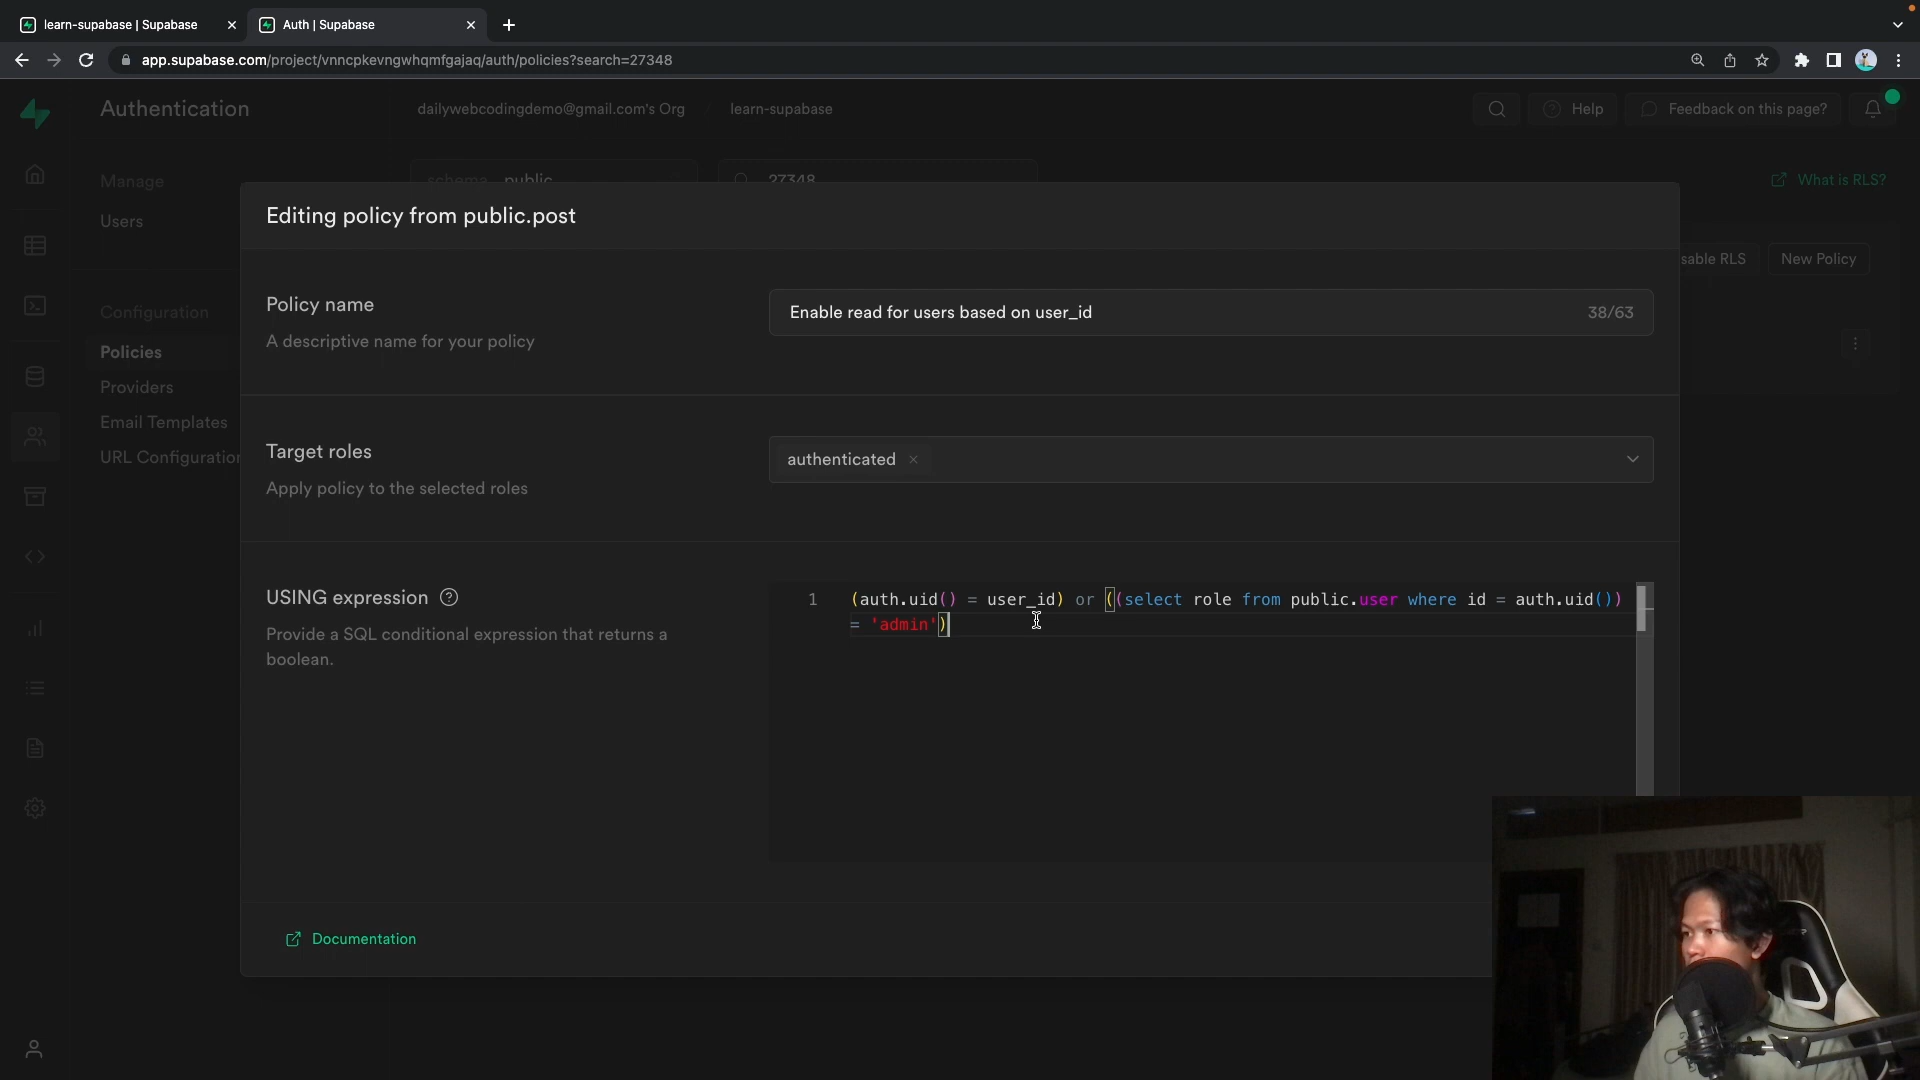 learn-supabase | Supabase
Auth | Supabase
app.supabase.com/project/vnncpkevngwhqmfgajaq/auth/policies?search=27348
Authentication
dailywebcodingdemo@gmail.com's Org
/
learn-supabase
Help
Feedback on this page?
Manage
Users
Configuration
Policies
Providers
Email Templates
URL Configuration
schema public
27348
What is RLS?
sable RLS
New Policy
Editing policy from public.post
Policy name
A descriptive name for your policy
Enable read for users based on user_id
38/63
Target roles
Apply policy to the selected roles
authenticated
USING expression
Provide a SQL conditional expression that returns a
boolean.
1
(auth.uid() = user_id) or ((select role from public.user where id = auth.uid())
= 'admin')
Documentation